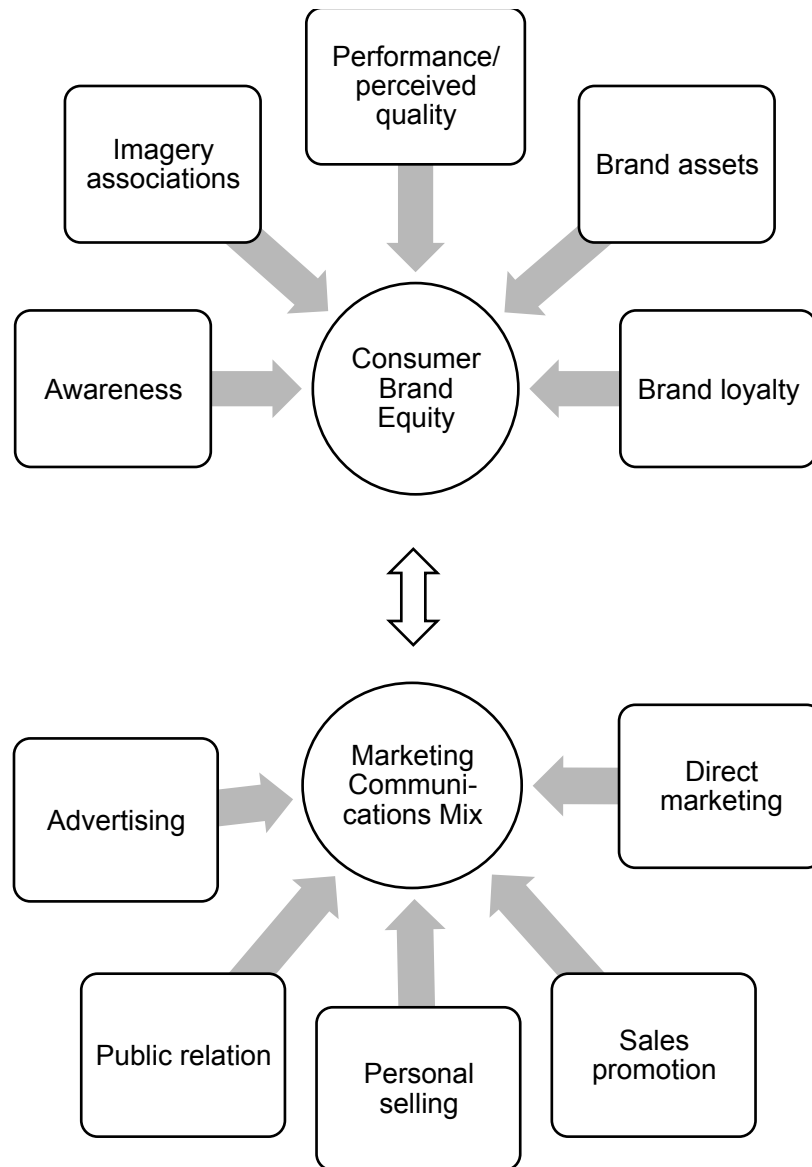 Performance/
perceived
quality
Imagery
associations
Brand assets
Awareness
Consumer
Brand
Equity
Brand loyalty
Marketing
Communi-
cations Mix
Direct
marketing
Advertising
Public relation
Personal
selling
Sales
promotion